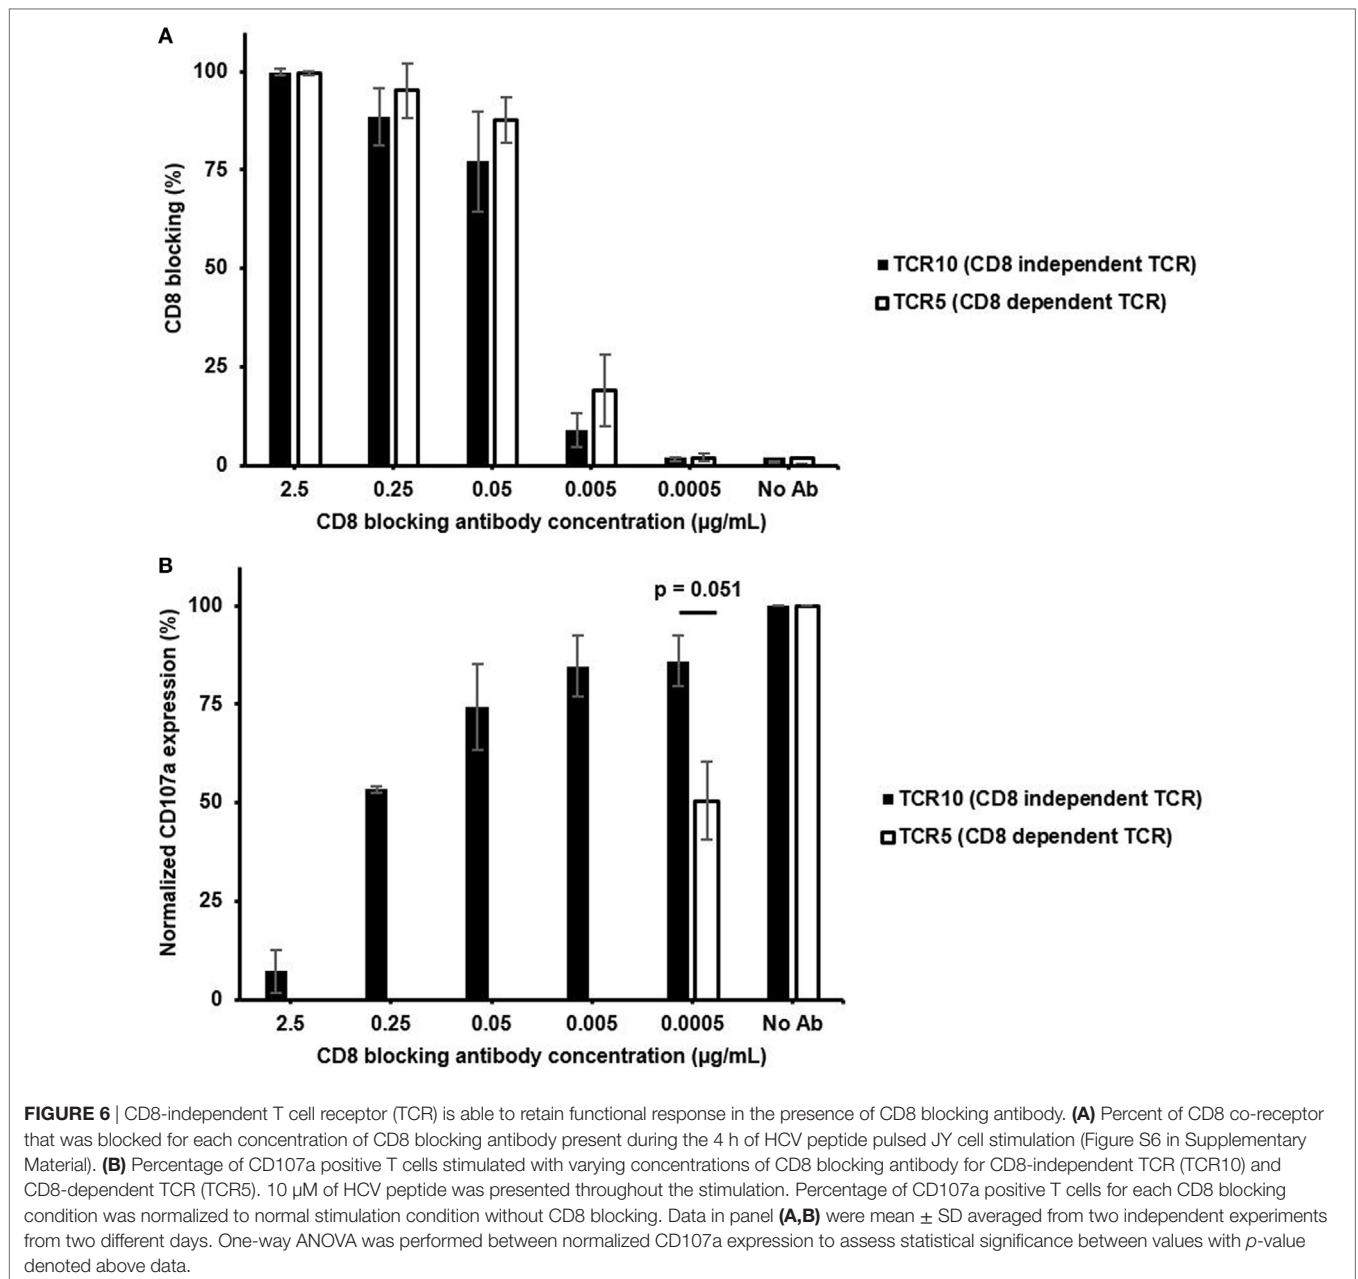 A
100
75
50
25
0
CD8 blocking (%)
2.5 0.25 0.05 0.005 0.0005 No Ab
CD8 blocking antibody concentration (µg/mL)
TCR10 (CD8 independent TCR)
TCR5 (CD8 dependent TCR)
B
p = 0.051
100
75
50
25
0
Normalized CD107a expression (%)
2.5 0.25 0.05 0.005 0.0005 No Ab
CD8 blocking antibody concentration (µg/mL)
TCR10 (CD8 independent TCR)
TCR5 (CD8 dependent TCR)
FIGURE 6 | CD8-independent T cell receptor (TCR) is able to retain functional response in the presence of CD8 blocking antibody. (A) Percent of CD8 co-receptor
that was blocked for each concentration of CD8 blocking antibody present during the 4 h of HCV peptide pulsed JY cell stimulation (Figure S6 in Supplementary
Material). (B) Percentage of CD107a positive T cells stimulated with varying concentrations of CD8 blocking antibody for CD8-independent TCR (TCR10) and
CD8-dependent TCR (TCR5). 10 µM of HCV peptide was presented throughout the stimulation. Percentage of CD107a positive T cells for each CD8 blocking
condition was normalized to normal stimulation condition without CD8 blocking. Data in panel (A,B) were mean ± SD averaged from two independent experiments
from two different days. One-way ANOVA was performed between normalized CD107a expression to assess statistical significance between values with p-value
denoted above data.